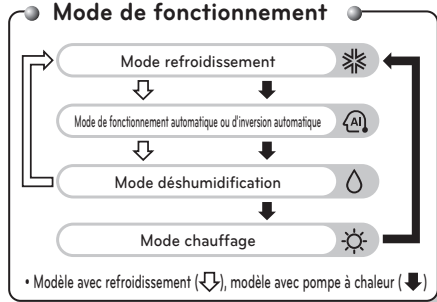 Mode de fonctionnement
Mode refroidissement
Mode de fonctionnement automatique ou d'inversion automatique
AI
Mode déshumidification
Mode chauffage
• Modèle avec refroidissement (), modèle avec pompe à chaleur ()